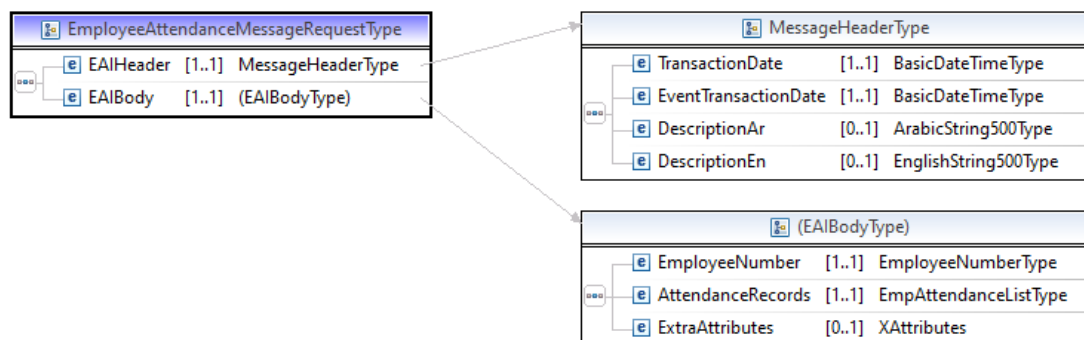 EmployeeAttendanceMessageRequestType
EAIHeader [1..1] MessageHeaderType
EAIBody [1..1] (EAIBodyType)
MessageHeaderType
TransactionDate [1..1] BasicDateTimeType
EventTransactionDate [1..1] BasicDateTimeType
DescriptionAr [0..1] ArabicString500Type
DescriptionEn [0..1] EnglishString500Type
(EAIBodyType)
EmployeeNumber [1..1] EmployeeNumberType
AttendanceRecords [1..1] EmpAttendanceListType
ExtraAttributes [0..1] XAttributes